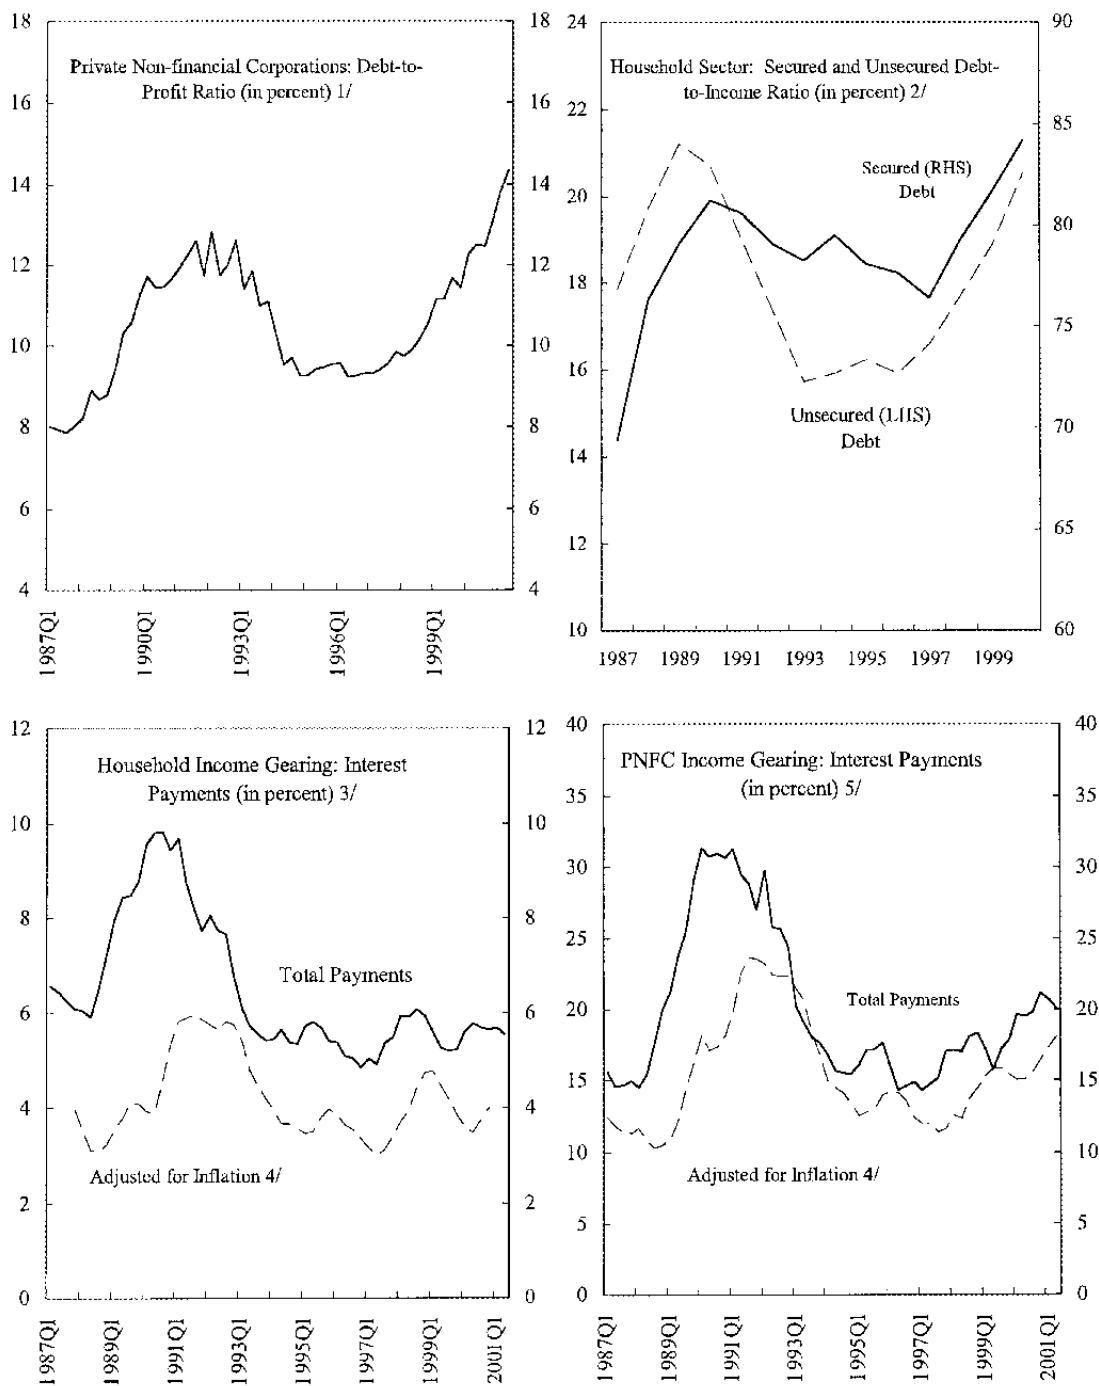 Private Non-financial Corporations: Debt-to-
Profit Ratio (in percent) 1/
18
16
14
12
10
8
6
4
18
16
14
12
10
8
6
4
1987Q1
1990Q1
1993Q1
1996Q1
1999Q1
Household Sector: Secured and Unsecured Debt-
to-Income Ratio (in percent) 2/
24
22
20
18
16
14
12
10
90
85
80
75
70
65
60
Secured (RHS)
Debt
Unsecured (LHS)
Debt
1987 1989 1991 1993 1995 1997 1999
Household Income Gearing: Interest
Payments (in percent) 3/
12
10
8
6
4
2
0
12
10
8
6
4
2
0
Total Payments
Adjusted for Inflation 4/
1987Q1
1989Q1
1991Q1
1993Q1
1995Q1
1997Q1
1999Q1
2001Q1
PNFC Income Gearing: Interest Payments
(in percent) 5/
40
35
30
25
20
15
10
5
0
40
35
30
25
20
15
10
5
0
Total Payments
Adjusted for Inflation 4/
1987Q1
1989Q1
1991Q1
1993Q1
1995Q1
1997Q1
1999Q1
2001Q1